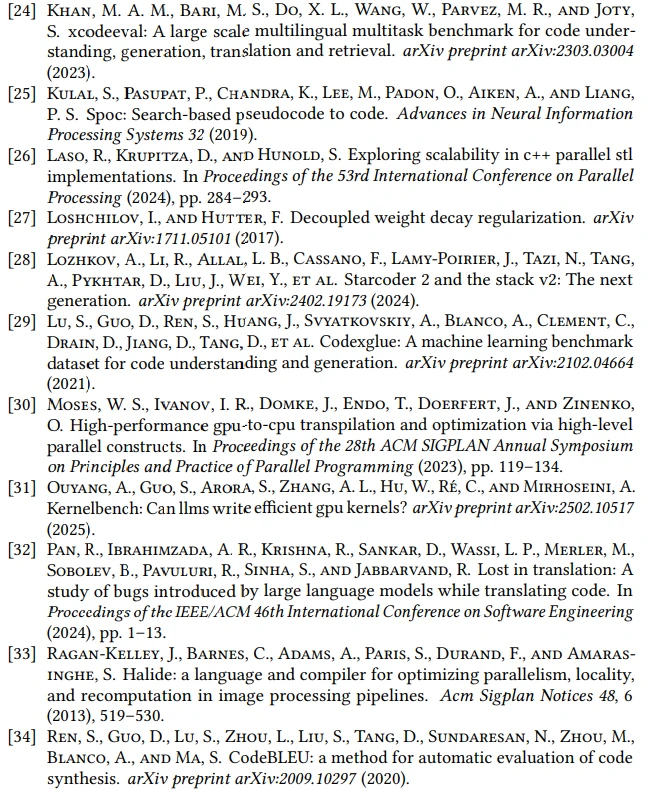 [24] Khan, M. A. M., Bari, M. S., Do, X. L., Wang, W., Parvez, M. R., and Joty,
S. xcodeeval: A large scale multilingual multitask benchmark for code under-
standing, generation, translation and retrieval. arXiv preprint arXiv:2303.03004
(2023).
[25] Kulal, S., Pasupat, P., Chandra, K., Lee, M., Padon, O., Aiken, A., and Liang,
P. S. Spoc: Search-based pseudocode to code. Advances in Neural Information
Processing Systems 32 (2019).
[26] Laso, R., Krupitza, D., and Hunold, S. Exploring scalability in c++ parallel stl
implementations. In Proceedings of the 53rd International Conference on Parallel
Processing (2024), pp. 284–293.
[27] Loshchilov, I., and Hutter, F. Decoupled weight decay regularization. arXiv
preprint arXiv:1711.05101 (2017).
[28] Lozhkov, A., Li, R., Allal, L. B., Cassano, F., Lamy-Poirier, J., Tazi, N., Tang,
A., Pykhtar, D., Liu, J., Wei, Y., et al. Starcoder 2 and the stack v2: The next
generation. arXiv preprint arXiv:2402.19173 (2024).
[29] Lu, S., Guo, D., Ren, S., Huang, J., Svyatkovskiy, A., Blanco, A., Clement, C.,
Drain, D., Jiang, D., Tang, D., et al. Codexglue: A machine learning benchmark
dataset for code understanding and generation. arXiv preprint arXiv:2102.04664
(2021).
[30] Moses, W. S., Ivanov, I. R., Domke, J., Endo, T., Doerfert, J., and Zinenko,
O. High-performance gpu-to-cpu transpilation and optimization via high-level
parallel constructs. In Proceedings of the 28th ACM SIGPLAN Annual Symposium
on Principles and Practice of Parallel Programming (2023), pp. 119–134.
[31] Ouyang, A., Guo, S., Arora, S., Zhang, A. L., Hu, W., Ré, C., and Mirhoseini, A.
Kernelbench: Can llms write efficient gpu kernels? arXiv preprint arXiv:2502.10517
(2025).
[32] Pan, R., Ibrahimzada, A. R., Krishna, R., Sankar, D., Wassi, L. P., Merler, M.,
Sobolev, B., Pavuluri, R., Sinha, S., and Jabbarvand, R. Lost in translation: A
study of bugs introduced by large language models while translating code. In
Proceedings of the IEEE/ACM 46th International Conference on Software Engineering
(2024), pp. 1–13.
[33] Ragan-Kelley, J., Barnes, C., Adams, A., Paris, S., Durand, F., and Amaras-
inghe, S. Halide: a language and compiler for optimizing parallelism, locality,
and recomputation in image processing pipelines. Acm Sigplan Notices 48, 6
(2013), 519–530.
[34] Ren, S., Guo, D., Lu, S., Zhou, L., Liu, S., Tang, D., Sundaresan, N., Zhou, M.,
Blanco, A., and Ma, S. CodeBLEU: a method for automatic evaluation of code
synthesis. arXiv preprint arXiv:2009.10297 (2020).